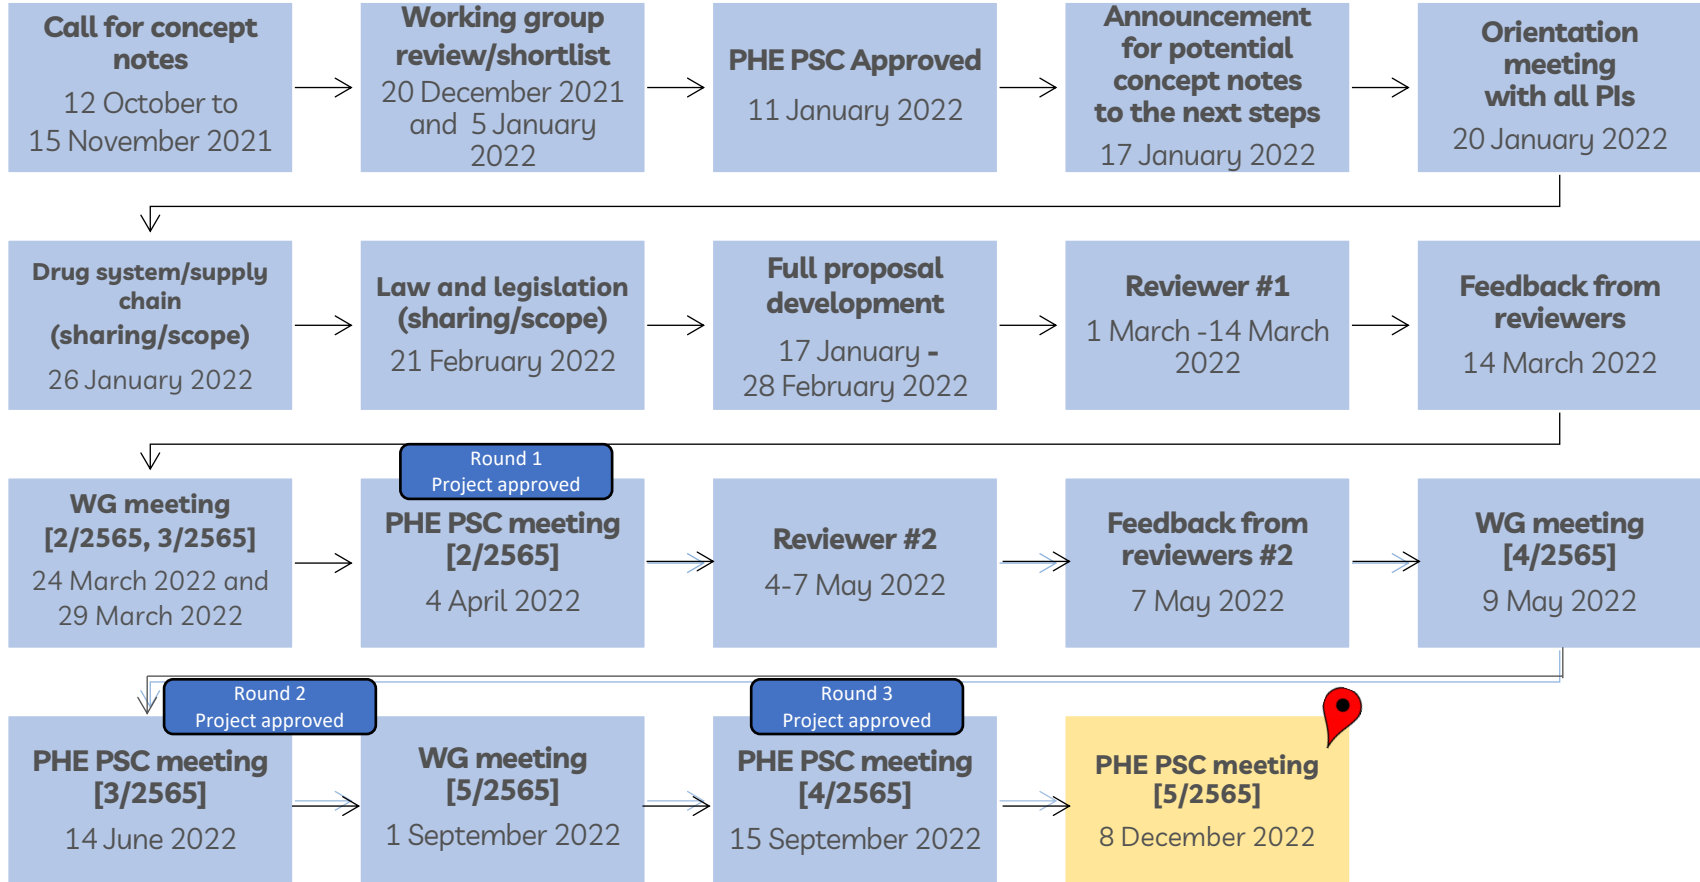 Call for concept
notes
12 October to
15 November 2021
Working group
review/shortlist
20 December 2021
and 5 January
2022
PHE PSC Approved
11 January 2022
Announcement
for potential
concept notes
to the next steps
17 January 2022
Orientation
meeting
with all PIs
20 January 2022
Drug system/supply
chain
(sharing/scope)
26 January 2022
Law and legislation
(sharing/scope)
21 February 2022
Full proposal
development
17 January -
28 February 2022
Reviewer #1
1 March -14 March
2022
Feedback from
reviewers
14 March 2022
WG meeting
[2/2565, 3/2565]
24 March 2022 and
29 March 2022
Round 1
Project approved
PHE PSC meeting
[2/2565]
4 April 2022
Reviewer #2
4-7 May 2022
Feedback from
reviewers #2
7 May 2022
WG meeting
[4/2565]
9 May 2022
Round 2
Project approved
PHE PSC meeting
[3/2565]
14 June 2022
WG meeting
[5/2565]
1 September 2022
Round 3
Project approved
PHE PSC meeting
[4/2565]
15 September 2022
PHE PSC meeting
[5/2565]
8 December 2022